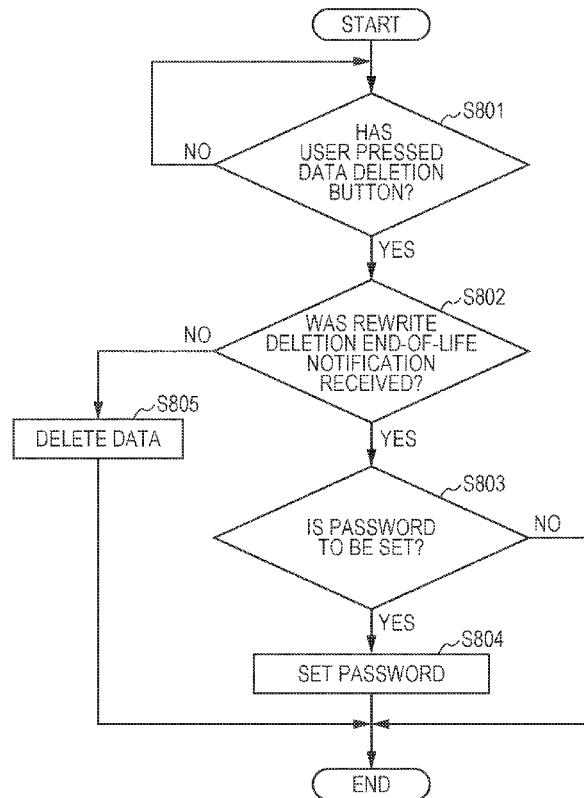 START
S801
HAS
USER PRESSED
DATA DELETION
BUTTON?
NO
YES
S802
WAS REWRITE
DELETION END-OF-LIFE
NOTIFICATION
RECEIVED?
NO
S805
DELETE DATA
YES
S803
IS PASSWORD
TO BE SET?
NO
YES
S804
SET PASSWORD
END